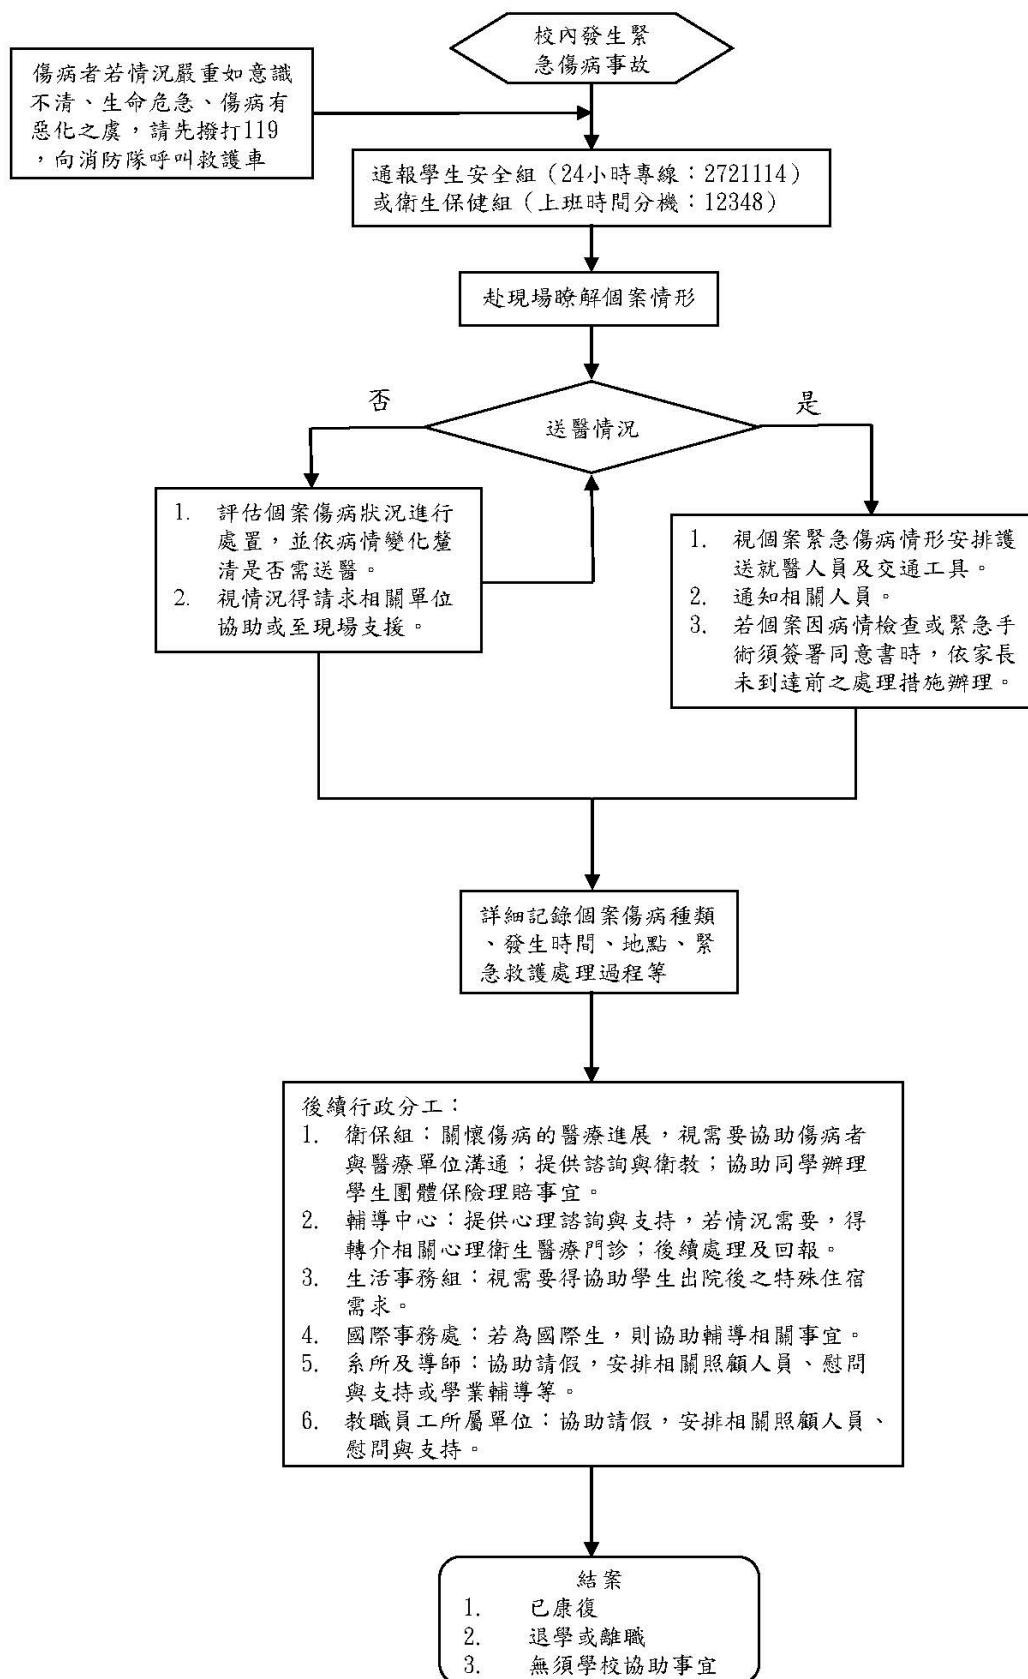 校內發生緊
急傷病事故
傷病者若情況嚴重如意識
不清、生命危急、傷病有
惡化之虞，請先撥打119
，向消防隊呼叫救護車
通報學生安全組（24小時專線：2721114）
或衛生保健組（上班時間分機：12348）
赴現場瞭解個案情形
否
是
送醫情況
1. 評估個案傷病狀況進行
處置，並依病情變化釐
清是否需送醫。
2. 視情況得請求相關單位
協助或至現場支援。
1. 視個案緊急傷病情形安排護
送就醫人員及交通工具。
2. 通知相關人員。
3. 若個案因病情檢查或緊急手
術須簽署同意書時，依家長
未到達前之處理措施辦理。
詳細記錄個案傷病種類
、發生時間、地點、緊
急救護處理過程等
後續行政分工：
1. 衛保組：關懷傷病的醫療進展，視需要協助傷病者
與醫療單位溝通；提供諮詢與衛教；協助同學辦理
學生團體保險理賠事宜。
2. 輔導中心：提供心理諮詢與支持，若情況需要，得
轉介相關心理衛生醫療門診；後續處理及回報。
3. 生活事務組：視需要得協助學生出院後之特殊住宿
需求。
4. 國際事務處：若為國際生，則協助輔導相關事宜。
5. 系所及導師：協助請假，安排相關照顧人員、慰問
與支持或學業輔導等。
6. 教職員工所屬單位：協助請假，安排相關照顧人員、
慰問與支持。
結案
1. 已康復
2. 退學或離職
3. 無須學校協助事宜